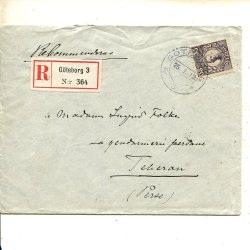 Rekommenderas
R
Göteborg 3
No 364
à Madame Ingrid Folke
la gendarmerie persane
Teheran
(Perse)